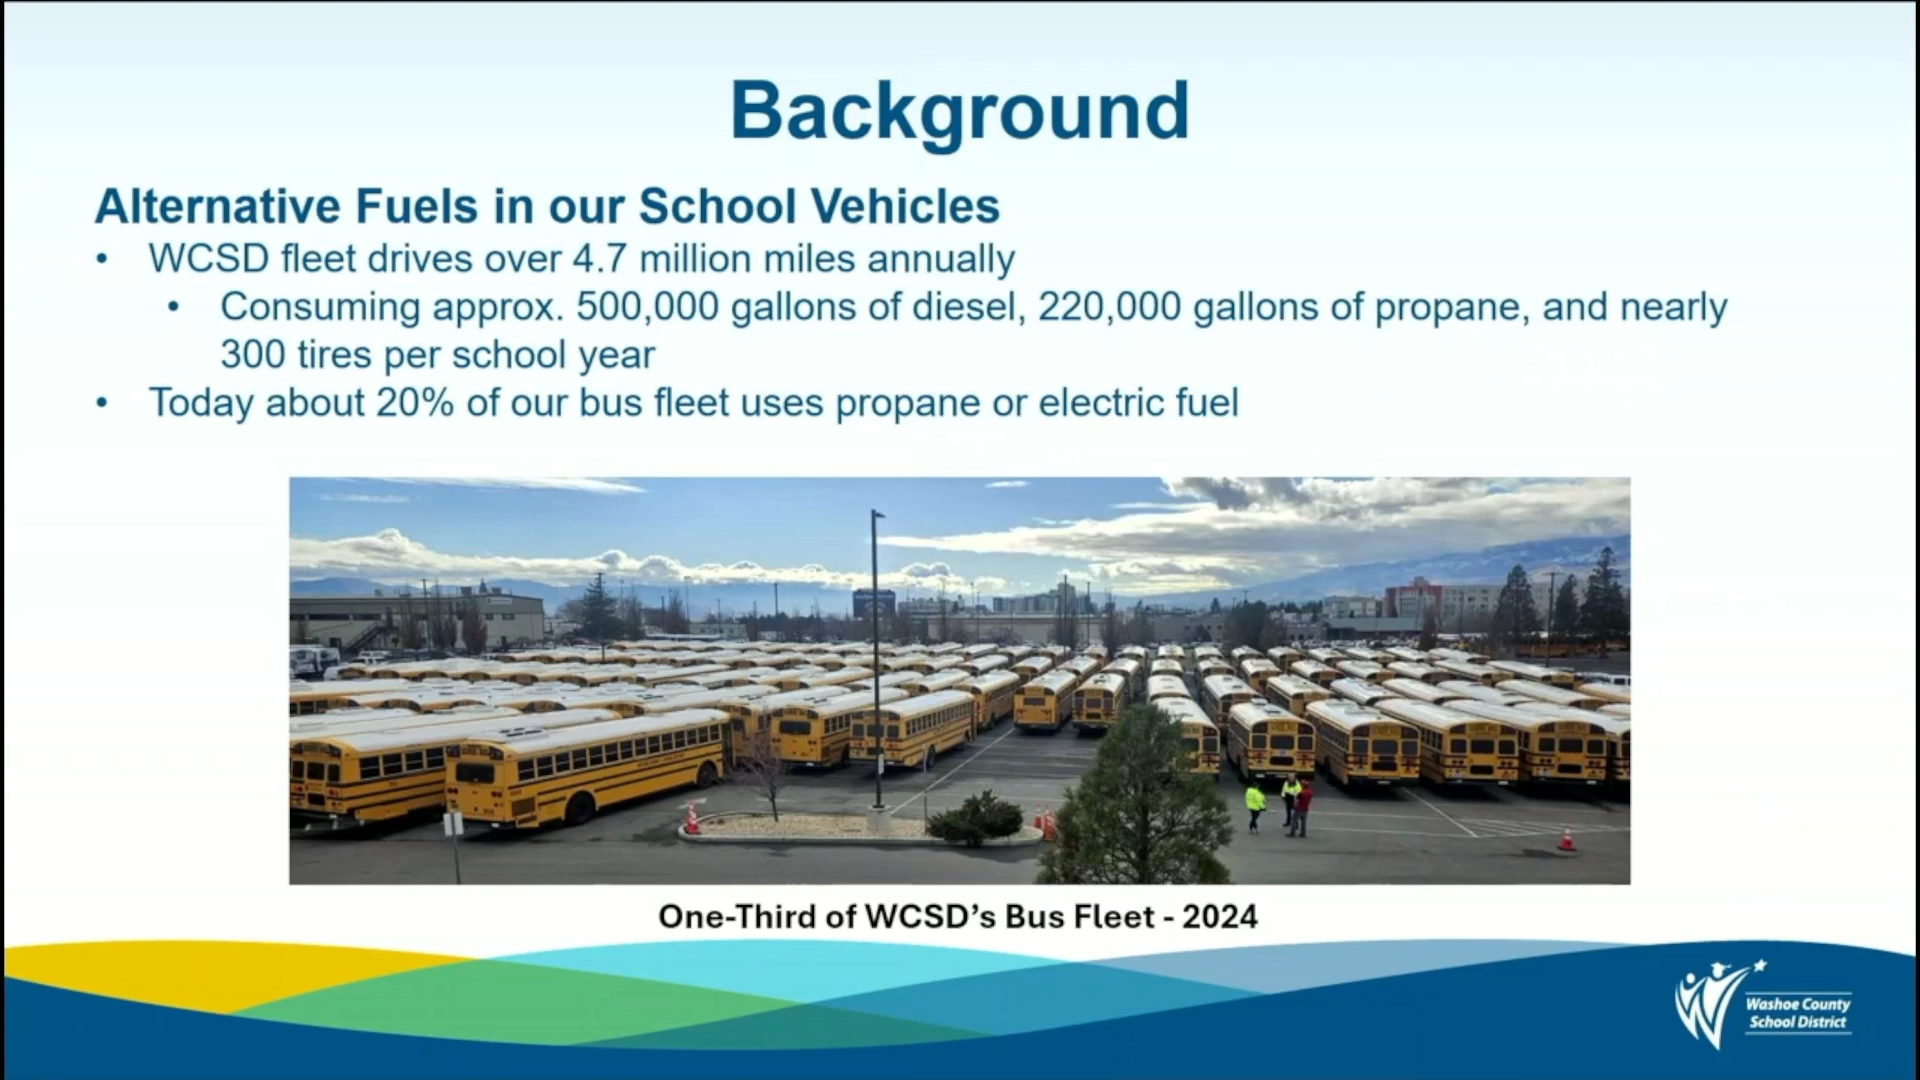 Background
Alternative Fuels in our School Vehicles
• WCSD fleet drives over 4.7 million miles annually
• Consuming approx. 500,000 gallons of diesel, 220,000 gallons of propane, and nearly
300 tires per school year
• Today about 20% of our bus fleet uses propane or electric fuel
One-Third of WCSD’s Bus Fleet - 2024
Washoe County
School District